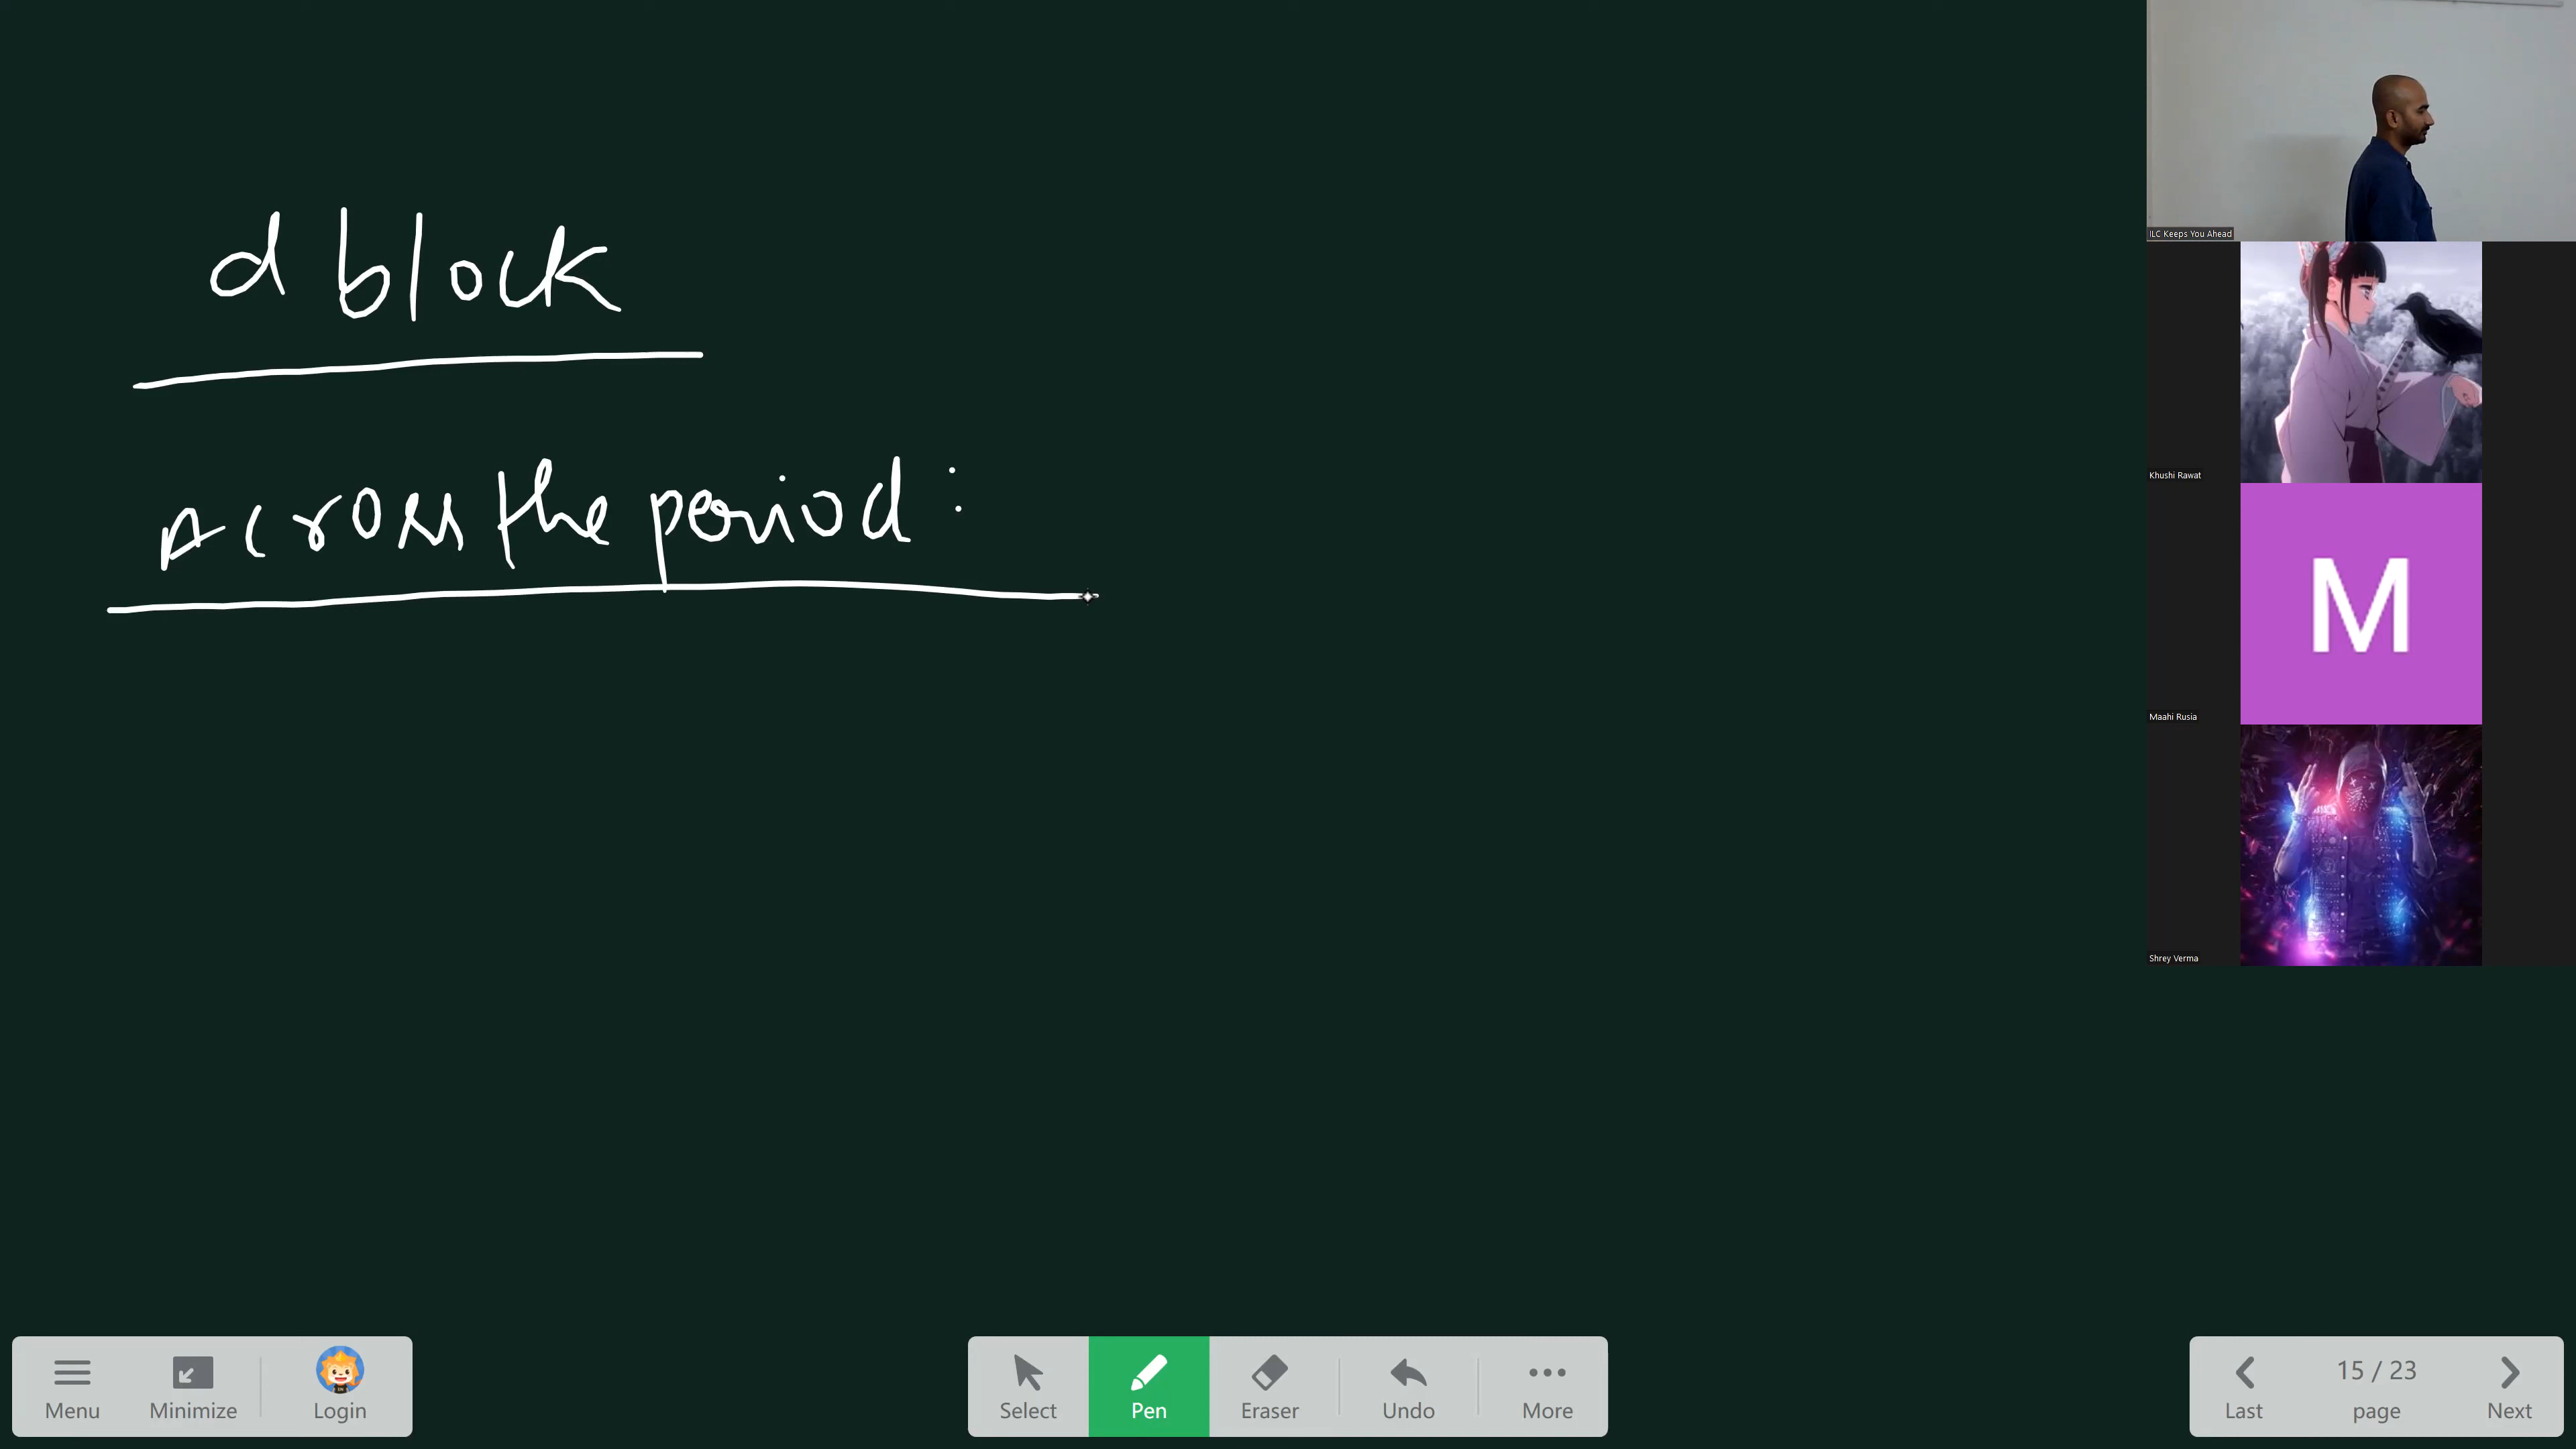 d block
Across the period :
ILC Keeps You Ahead
Khushi Rawat
M
Maahi Rusia
Shrey Verma
Menu
Minimize
Login
Select
Pen
Eraser
Undo
More
Last
15 / 23
page
Next